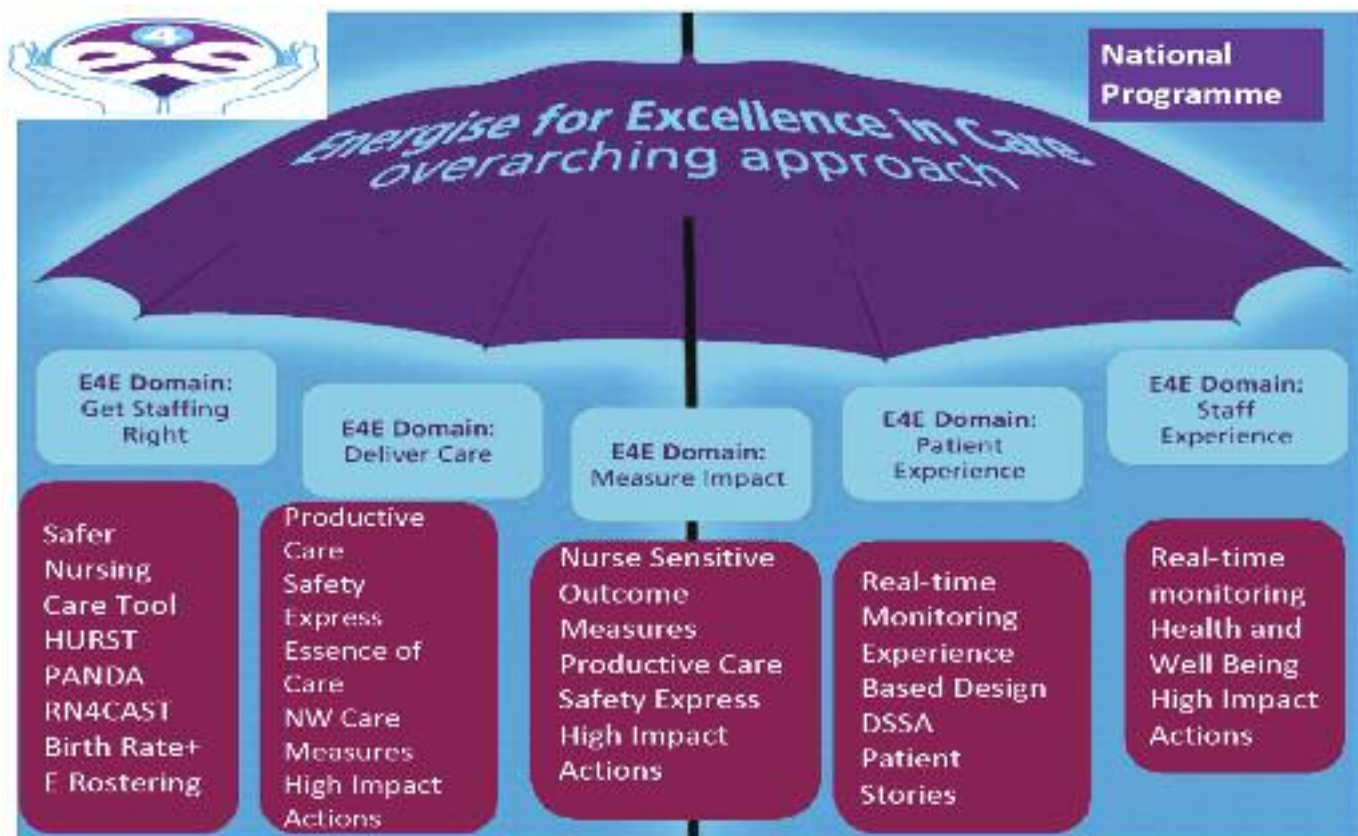 e4e
National
Programme
Energise for Excellence in Care
overarching approach
E4E Domain:
Get Staffing
Right
E4E Domain:
Deliver Care
E4E Domain:
Measure Impact
E4E Domain:
Patient
Experience
E4E Domain:
Staff
Experience
Safer
Nursing
Care Tool
HURST
PANDA
RN4CAST
Birth Rate+
E Rostering
Productive
Care
Safety
Express
Essence of
Care
NW Care
Measures
High Impact
Actions
Nurse Sensitive
Outcome
Measures
Productive Care
Safety Express
High Impact
Actions
Real-time
Monitoring
Experience
Based Design
DSSA
Patient
Stories
Real-time
monitoring
Health and
Well Being
High Impact
Actions